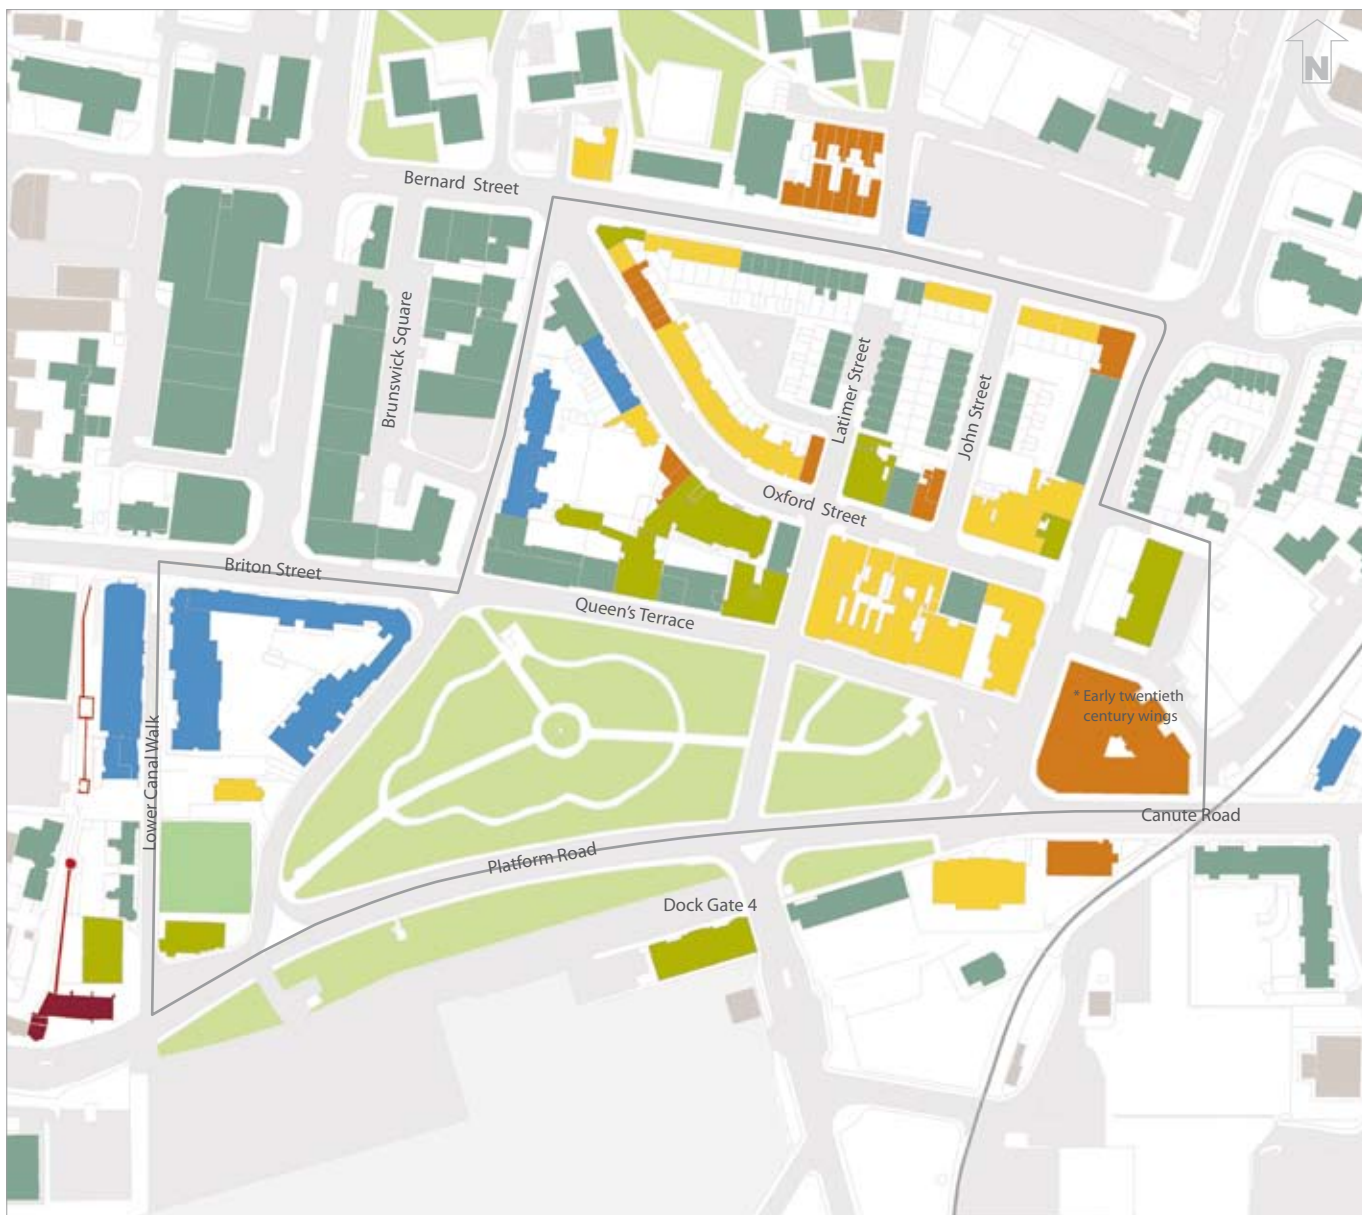 N
Bernard Street
Brunswick Square
Latimer Street
John Street
Oxford Street
Briton Street
Queen's Terrace
* Early twentieth
century wings
Lower Canal Walk
Canute Road
Platform Road
Dock Gate 4